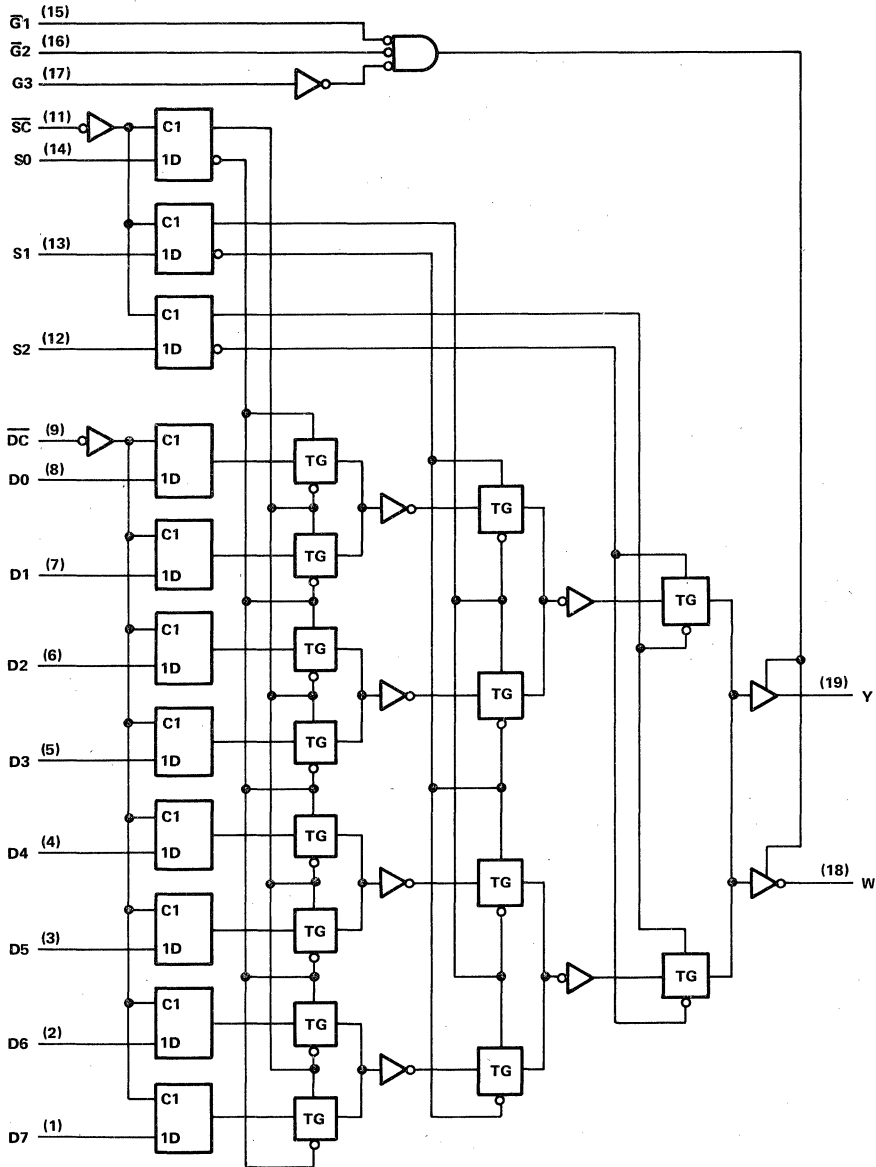 G̅1 (15)
G̅2 (16)
G3 (17)
S̅C̅ (11)
C1
S0 (14)
1D
C1
S1 (13)
1D
C1
S2 (12)
1D
D̅C̅ (9)
C1
TG
D0 (8)
1D
TG
C1
TG
D1 (7)
1D
TG
C1
TG
D2 (6)
1D
TG
(19)
Y
C1
TG
D3 (5)
1D
C1
TG
D4 (4)
1D
TG
(18)
W
C1
TG
D5 (3)
1D
TG
C1
TG
D6 (2)
1D
TG
C1
TG
D7 (1)
1D